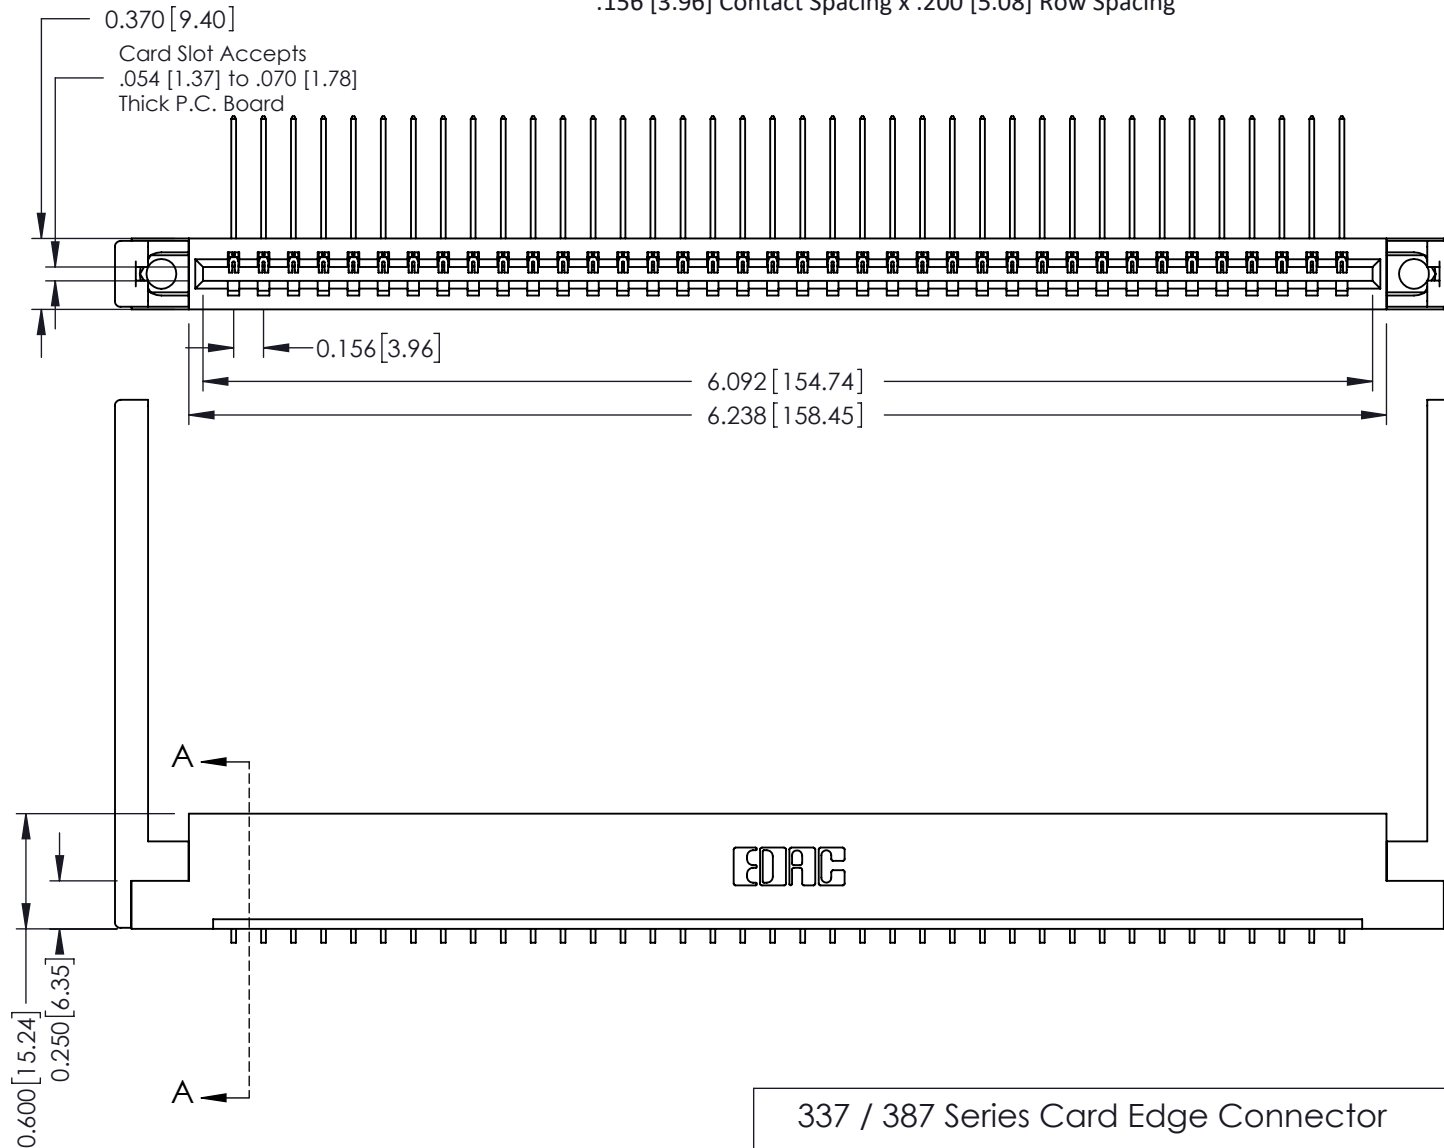 .156 [3.96] Contact Spacing x .200 [5.08] Row Spacing
0.370 [9.40]
Card Slot Accepts
.054 [1.37] to .070 [1.78]
Thick P.C. Board
0.156 [3.96]
6.092 [154.74]
6.238 [158.45]
A
EDAC
0.600 [15.24]
0.250 [6.35]
A
337 / 387 Series Card Edge Connector